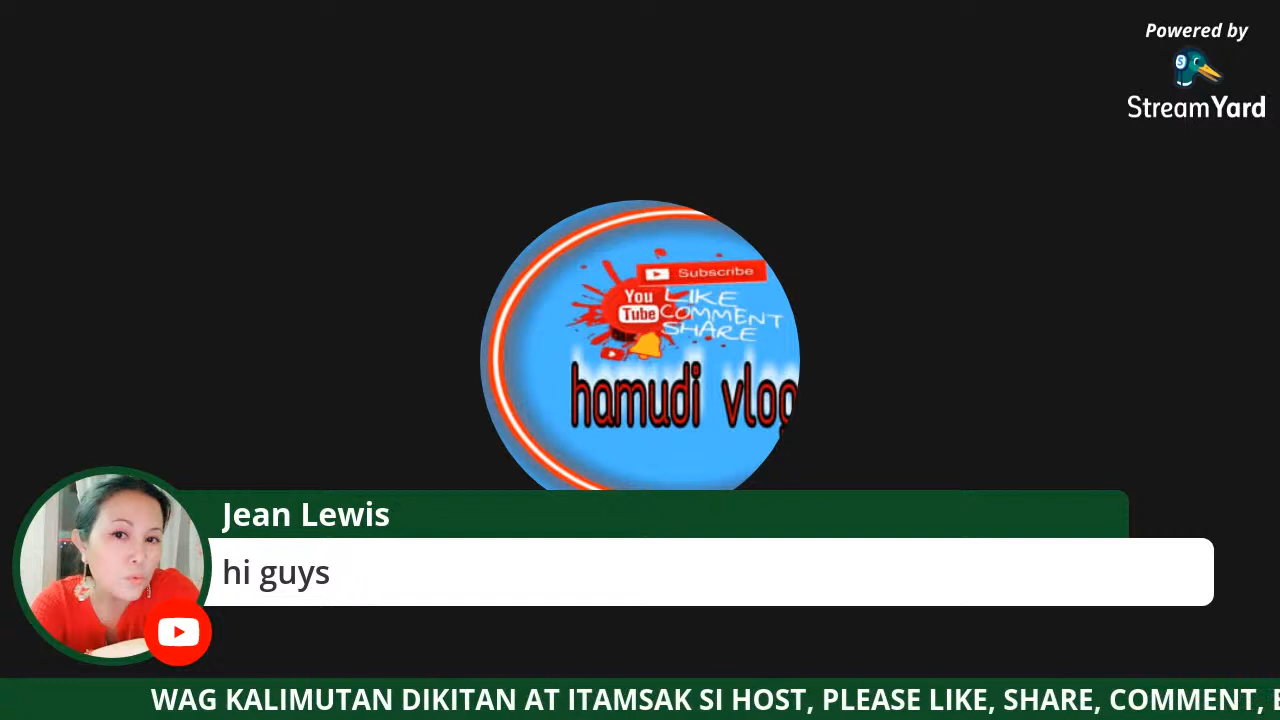 Powered by
StreamYard
Subscribe
You
Tube
LIKE
COMMENT
SHARE
hamudi vlog
Jean Lewis
hi guys
WAG KALIMUTAN DIKITAN AT ITAMSAK SI HOST, PLEASE LIKE, SHARE, COMMENT,